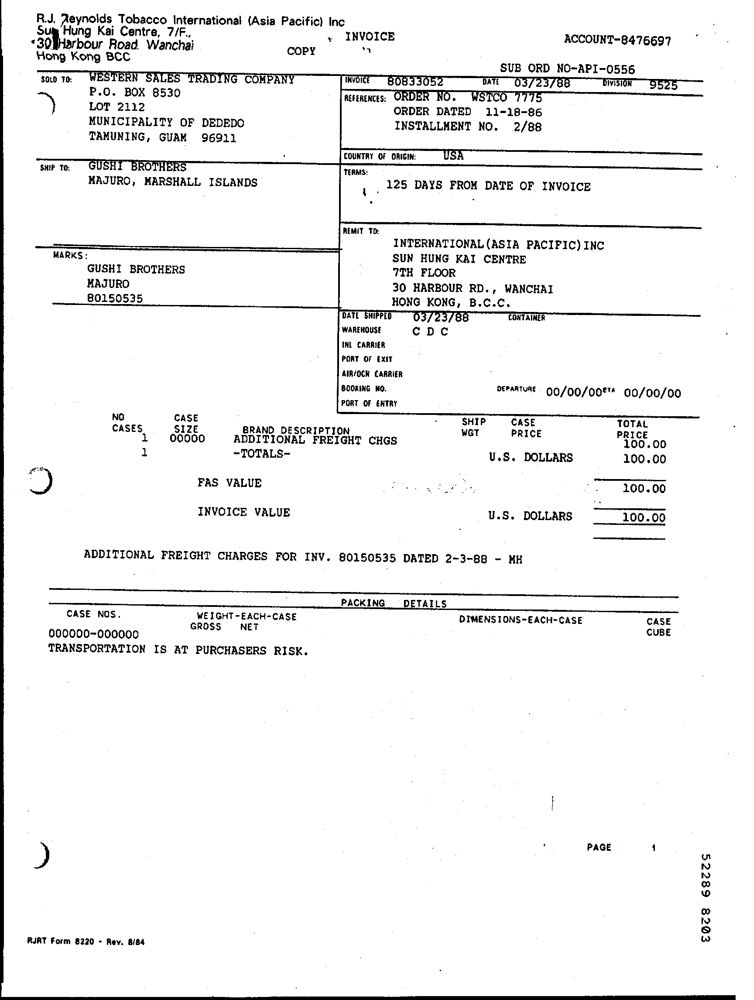 R.J. Reynolds Tobacco International (Asia Pacific) Inc
Sun Hung Kai Centre, 7/F.,
30 Harbour Road Wanchai
Hong Kong BCC
INVOICE
COPY
ACCOUNT-8476697
SUB ORD NO-API-0556
SOLD TO: WESTERN SALES TRADING COMPANY
P.O. BOX 8530
LOT 2112
MUNICIPALITY OF DEDEDO
TAMUNING, GUAM 96911
INVOICE 80833052 DATE 03/23/88 DIVISION 9525
REFERENCES: ORDER NO. WSTCO 7775
ORDER DATED 11-18-86
INSTALLMENT NO. 2/88
COUNTRY OF ORIGIN: USA
SHIP TO: GUSHI BROTHERS
MAJURO, MARSHALL ISLANDS
TERMS:
125 DAYS FROM DATE OF INVOICE
REMIT TO:
INTERNATIONAL(ASIA PACIFIC)INC
SUN HUNG KAI CENTRE
7TH FLOOR
30 HARBOUR RD., WANCHAI
HONG KONG, B.C.C.
MARKS:
GUSHI BROTHERS
MAJURO
80150535
DATE SHIPPED 03/23/88 CONTAINER
WAREHOUSE C D C
INL CARRIER
PORT OF EXIT
AIR/OCN CARRIER
BOOKING NO. DEPARTURE 00/00/00 ETA 00/00/00
PORT OF ENTRY
NO CASES CASE SIZE BRAND DESCRIPTION SHIP WGT CASE PRICE TOTAL PRICE
1 00000 ADDITIONAL FREIGHT CHGS 100.00
1 -TOTALS- U.S. DOLLARS 100.00
FAS VALUE 100.00
INVOICE VALUE U.S. DOLLARS 100.00
ADDITIONAL FREIGHT CHARGES FOR INV. 80150535 DATED 2-3-88 - MH
PACKING DETAILS
CASE NOS. WEIGHT-EACH-CASE DIMENSIONS-EACH-CASE CASE
GROSS NET CUBE
000000-000000
TRANSPORTATION IS AT PURCHASERS RISK.
PAGE 1
52289 8203
RJRT Form 8220 - Rev. 8/84